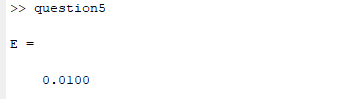 >> question5
E =
0.0100